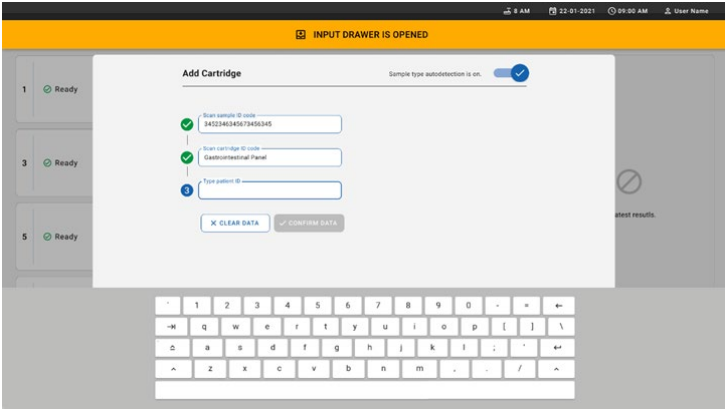 8 AM 22-01-2021 09:00 AM User Name
INPUT DRAWER IS OPENED
Add Cartridge
Sample type autodetection is on.
1 Ready
3 Ready
5 Ready
Scan sample ID code
3452346345673456345
Scan cartridge ID code
Gastrointestinal Panel
3
Type patient ID
CLEAR DATA
CONFIRM DATA
atest resutls.
` 1 2 3 4 5 6 7 8 9 0 - =
q w e r t y u i o p [ ] \
a s d f g h j k l ; '
z x c v b n m , . /